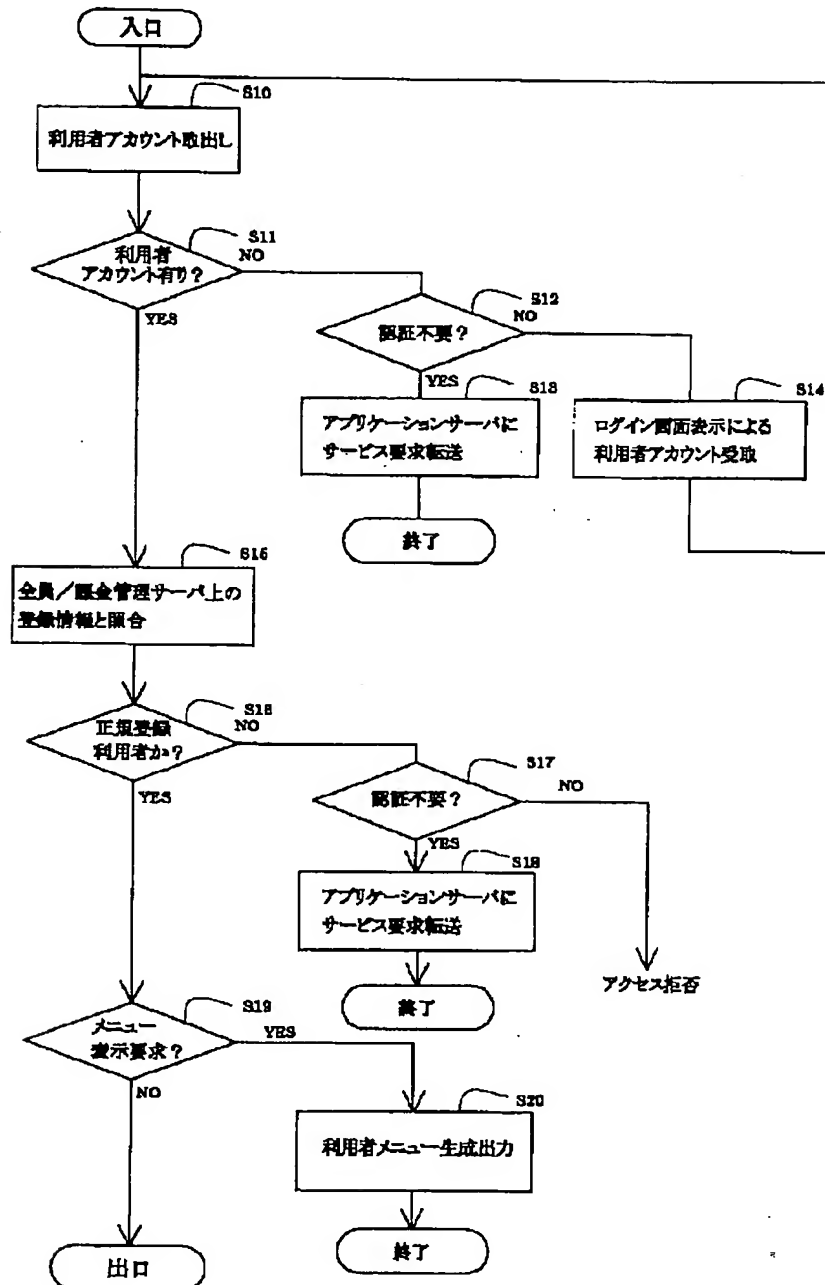 入口
S10
利用者アカウント取出し
S11
利用者
アカウント有り？
NO
YES
S12
認証不要？
NO
YES
S13
アプリケーションサーバに
サービス要求転送
終了
S14
ログイン画面表示による
利用者アカウント受取
S15
全員／課金管理サーバ上の
登録情報と照合
S16
正規登録
利用者か？
NO
YES
S17
認証不要？
NO
YES
S18
アプリケーションサーバに
サービス要求転送
終了
アクセス拒否
S19
メニュー
表示要求？
YES
NO
S20
利用者メニュー生成出力
終了
出口